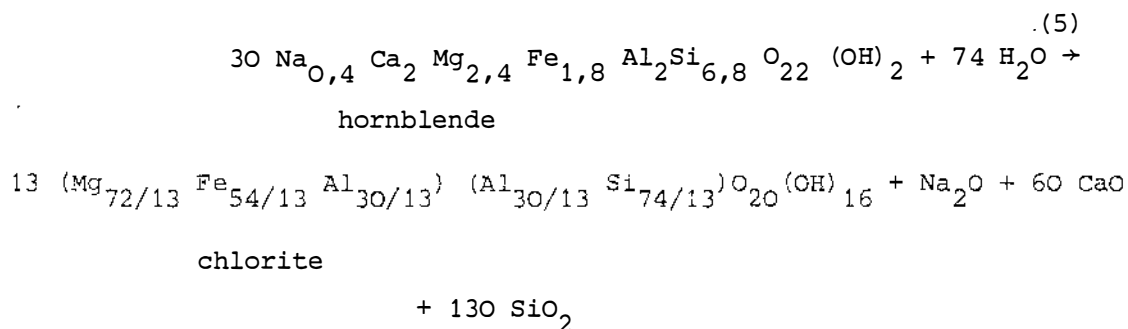 .(5)
30 Na0,4 Ca2 Mg2,4 Fe1,8 Al2Si6,8 O22 (OH)2 + 74 H2O →
hornblende
13 (Mg72/13 Fe54/13 Al30/13) (Al30/13 Si74/13)O20(OH)16 + Na2O + 60 CaO
chlorite
+ 130 SiO2